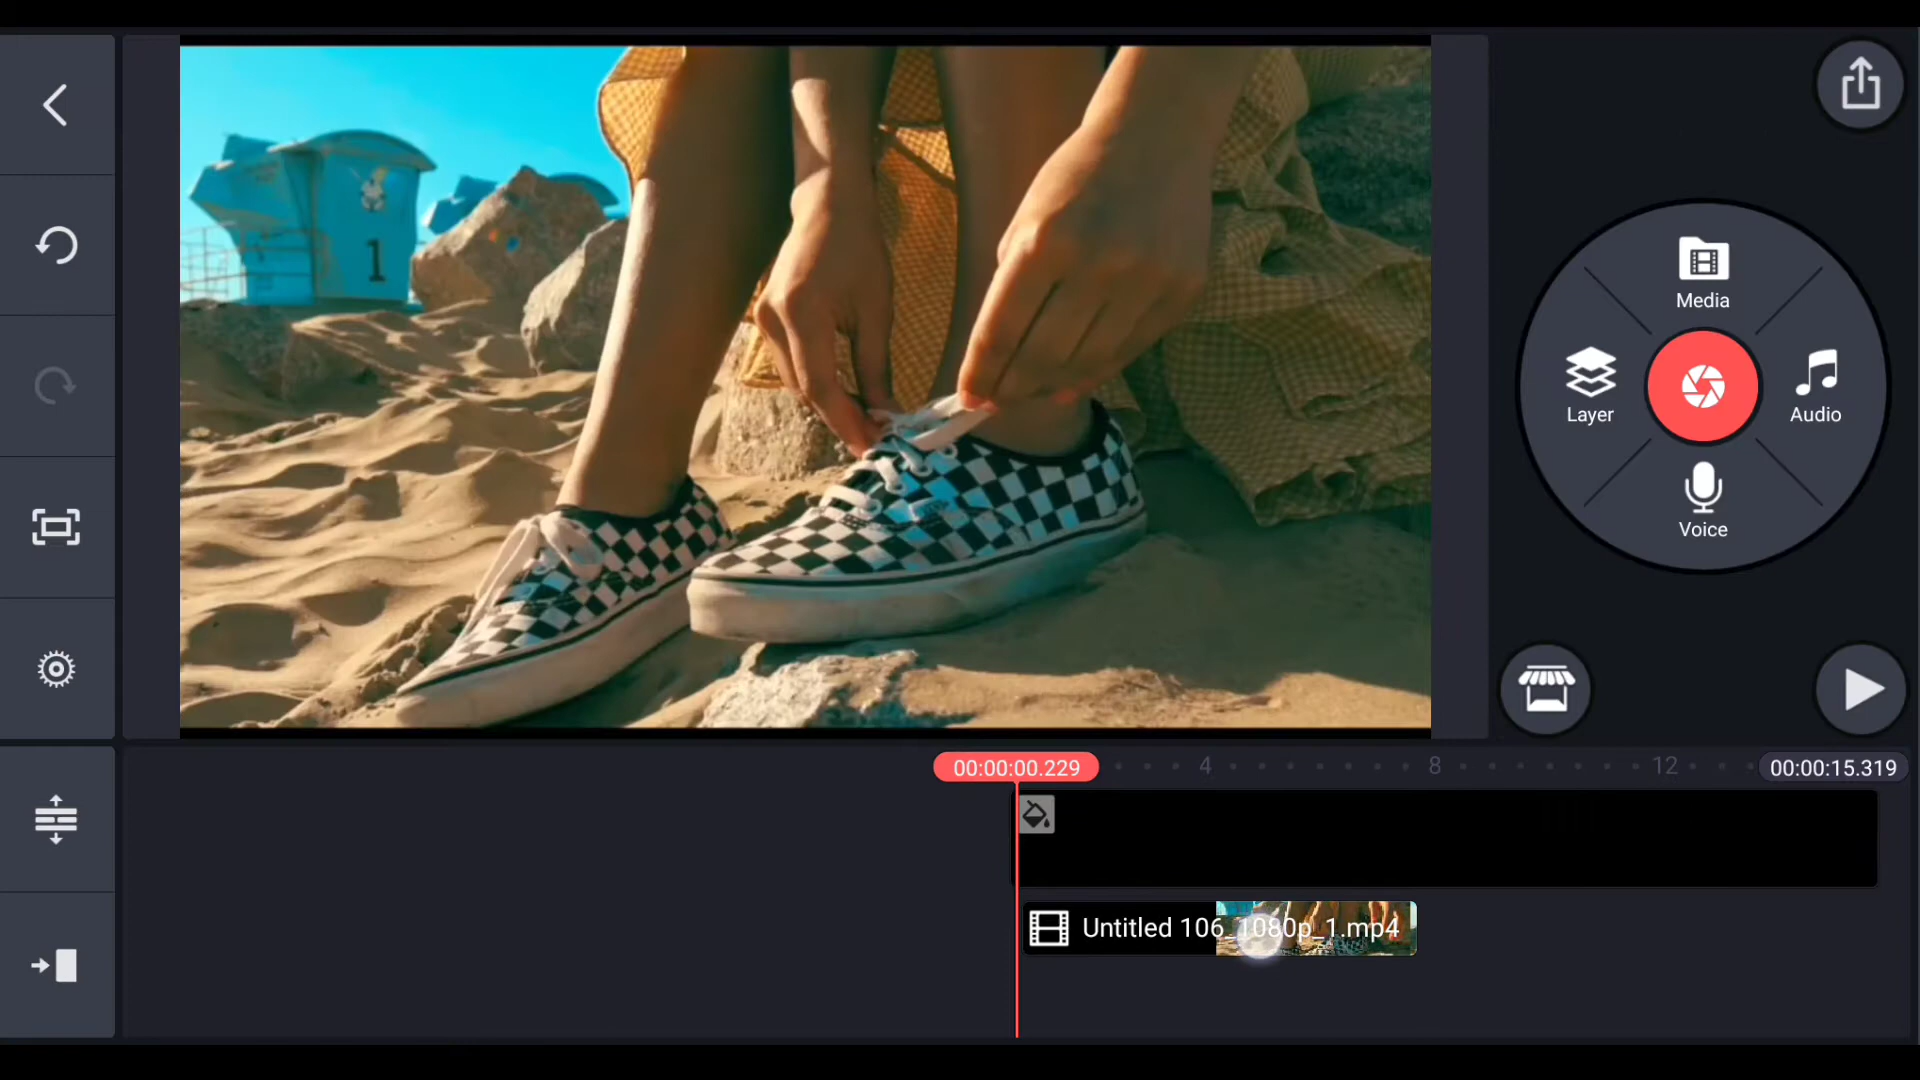 1
Media
Layer
Audio
Voice
00:00:00.229
4
8
12
00:00:15.319
Untitled 106_1080p_1.mp4